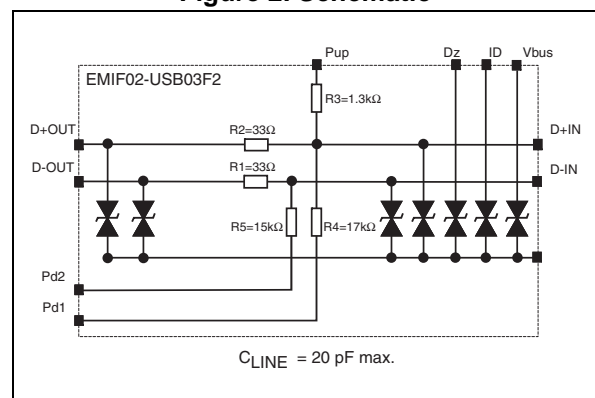 Figure 2. Schematic
Pup Dz ID Vbus
EMIF02-USB03F2
R3=1.3kΩ
D+OUT R2=33Ω D+IN
D-OUT R1=33Ω D-IN
R5=15kΩ R4=17kΩ
Pd2
Pd1
CLINE = 20 pF max.